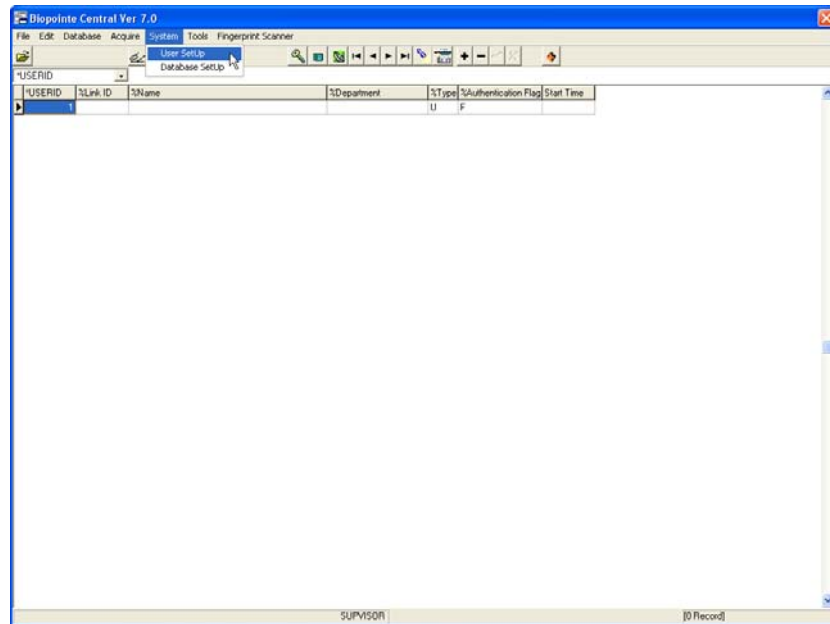 Biopointe Central Ver 7.0
File Edit Database Acquire System Tools Fingerprint Scanner
User SetUp
Database SetUp
*USERID
*USERID %Link ID %Name %Department %Type %Authentication Flag Start Time
1 U F
SUPVISOR [0 Record]